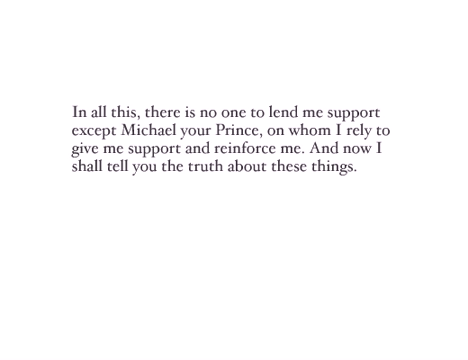 In all this, there is no one to lend me support
except Michael your Prince, on whom I rely to
give me support and reinforce me. And now I
shall tell you the truth about these things.